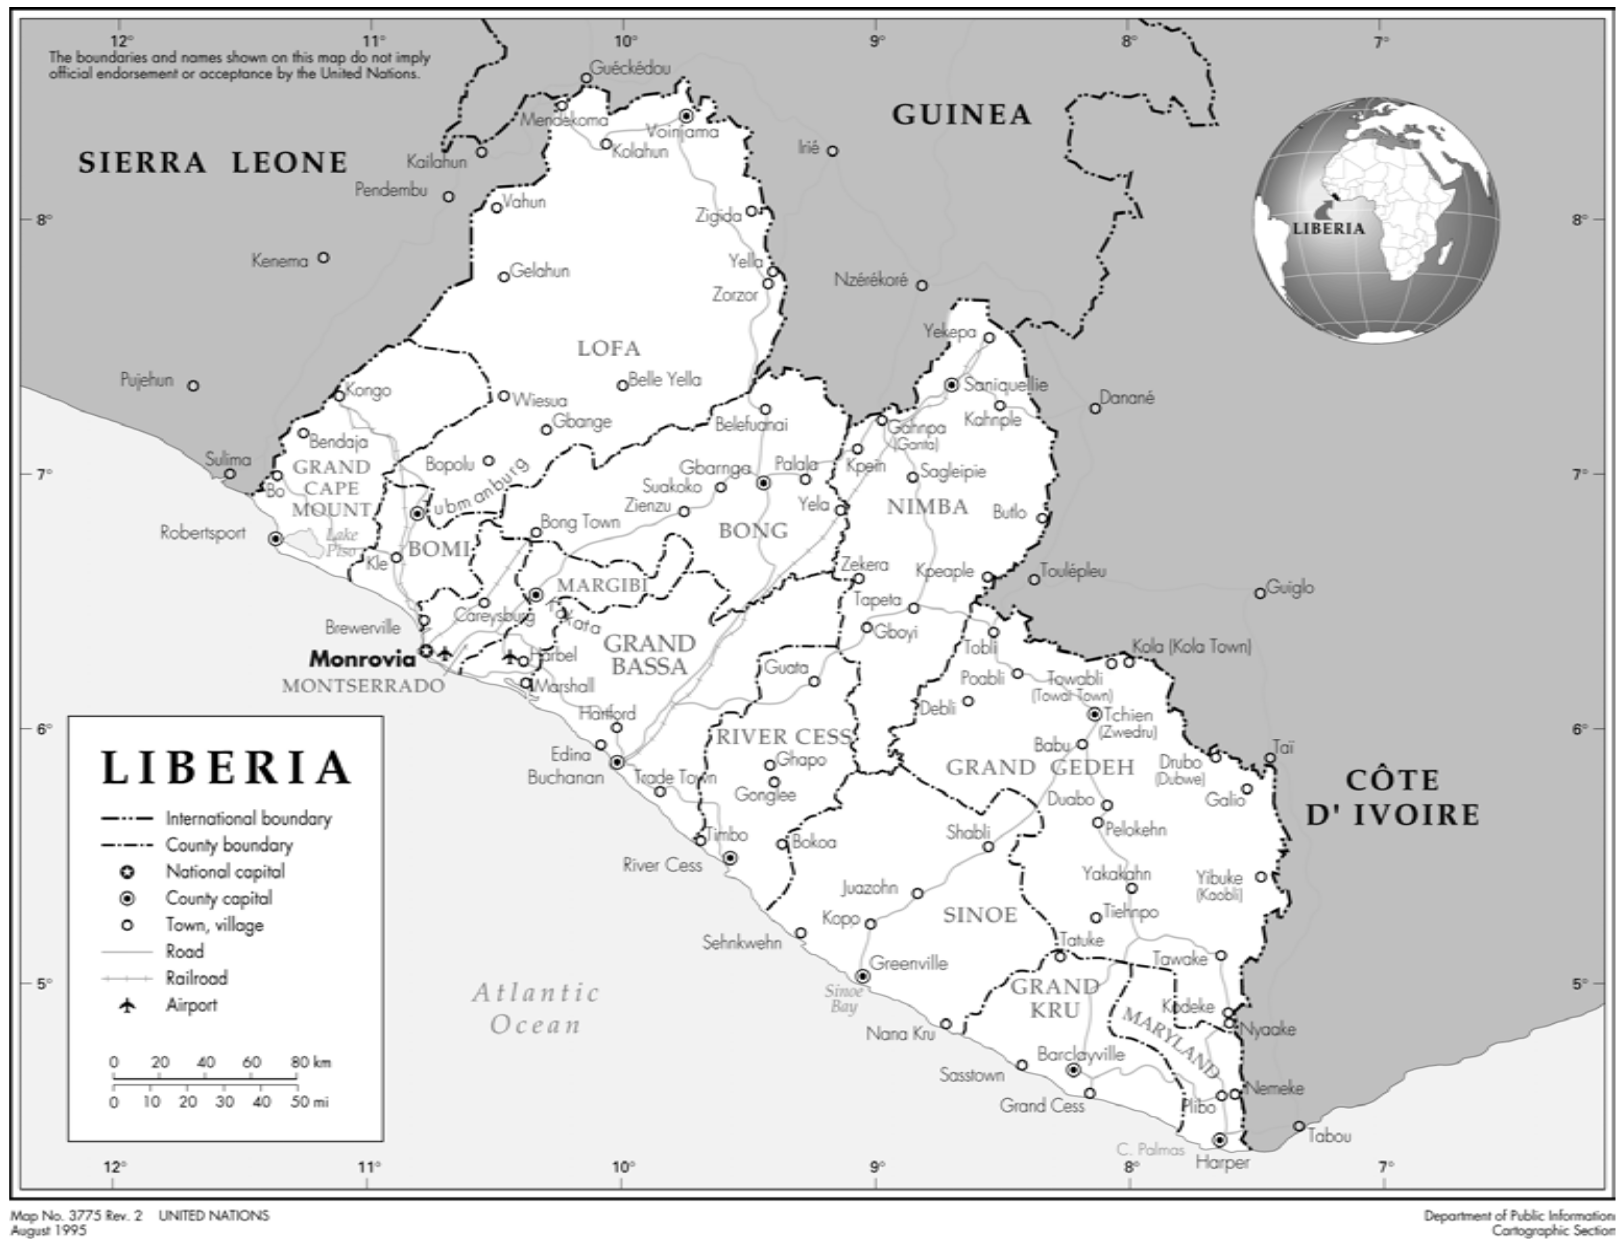 12°
11°
10°
9°
8°
7°
The boundaries and names shown on this map do not imply
official endorsement or acceptance by the United Nations.
Guéckédou
GUINEA
Mendekoma
Voinjama
SIERRA LEONE
Kailahun
Kolahun
Irié
Pendembu
Vahun
Zigida
8°
8°
LIBERIA
Kenema
Gelahun
Yella
Zorzor
Nzérékoré
Yekepa
LOFA
Pujehun
Kongo
Belle Yella
Saniquellie
Wiesua
Danané
Kahnple
Gbange
Belefuanai
Gahnpa
(Ganta)
Bendaja
Sulima
7°
7°
GRAND
CAPE
MOUNT
Bo
Bopolu
Tubmanburg
Gbarnga
Palala
Kpein
Sagleipie
Suakoko
Zienzu
Yela
NIMBA
Butlo
Robertsport
Lake
Piso
Bong Town
BONG
BOMI
Kle
Zekera
Kpeaple
Toulépleu
MARGIBI
Guiglo
Careysburg
Kakata
Tapeta
Brewerville
GRAND
BASSA
Gboyi
Tobli
Kola (Kola Town)
Monrovia
Harbel
Guata
MONTSERRADO
Marshall
Poabli
Towabli
(Towai Town)
Debli
Hartford
Tchien
(Zwedru)
6°
6°
RIVER CESS
Edina
Buchanan
Babu
Taï
Drubo
(Dubwe)
Ghapo
GRAND GEDEH
CÔTE
D' IVOIRE
Trade Town
Gonglee
Duabo
Galio
Timbo
Bokoa
Shabli
Pelokehn
River Cess
Juazohn
Yakakahn
Yibuke
(Kaobli)
Kopo
SINOE
Tiehnpo
Sehnkwehn
Tatuke
Greenville
Tawake
5°
5°
Sinoe
Bay
GRAND
KRU
Kodeke
Atlantic
Ocean
Nana Kru
MARYLAND
Nyaake
Barclayville
Sasstown
Nemeke
Grand Cess
Plibo
Tabou
C. Palmas
Harper
LIBERIA
International boundary
County boundary
National capital
County capital
Town, village
Road
Railroad
Airport
0 20 40 60 80 km
0 10 20 30 40 50 mi
12°
11°
10°
9°
8°
7°
Map No. 3775 Rev. 2 UNITED NATIONS
August 1995
Department of Public Information
Cartographic Section